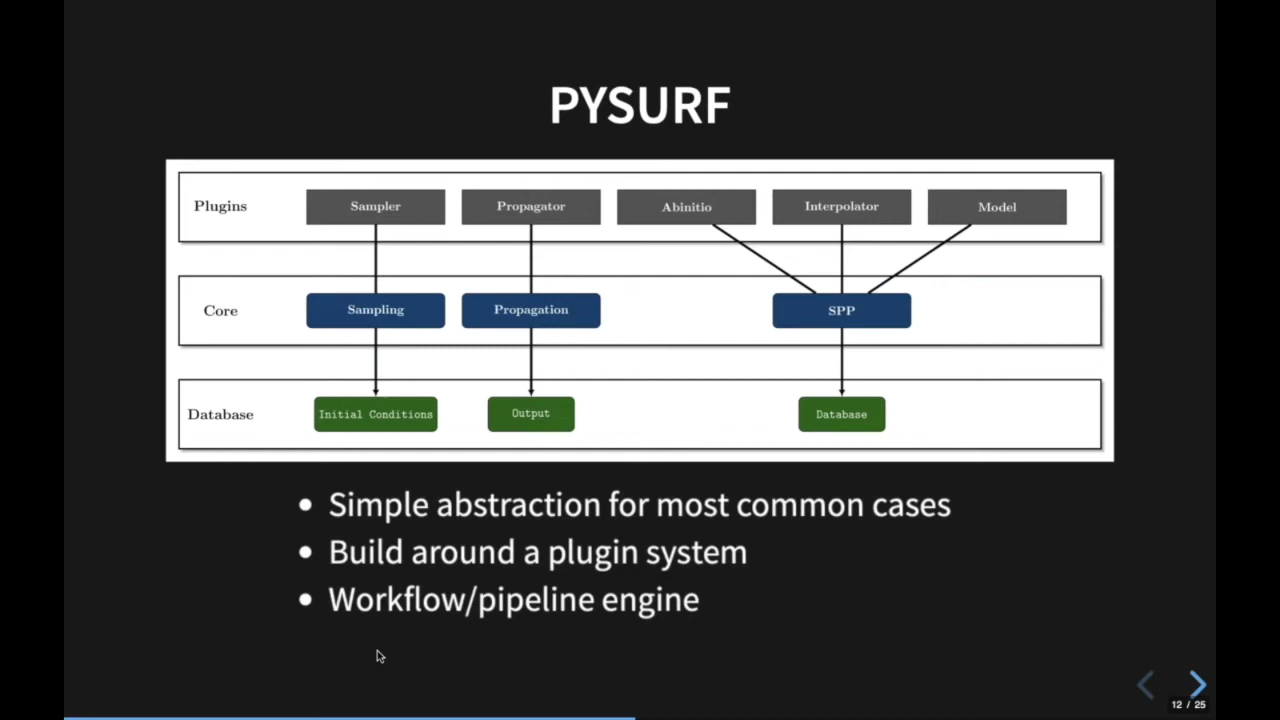 PYSURF
Plugins
Sampler
Propagator
Abinitio
Interpolator
Model
Core
Sampling
Propagation
SPP
Database
Initial Conditions
Output
Database
Simple abstraction for most common cases
Build around a plugin system
Workflow/pipeline engine
12 / 25